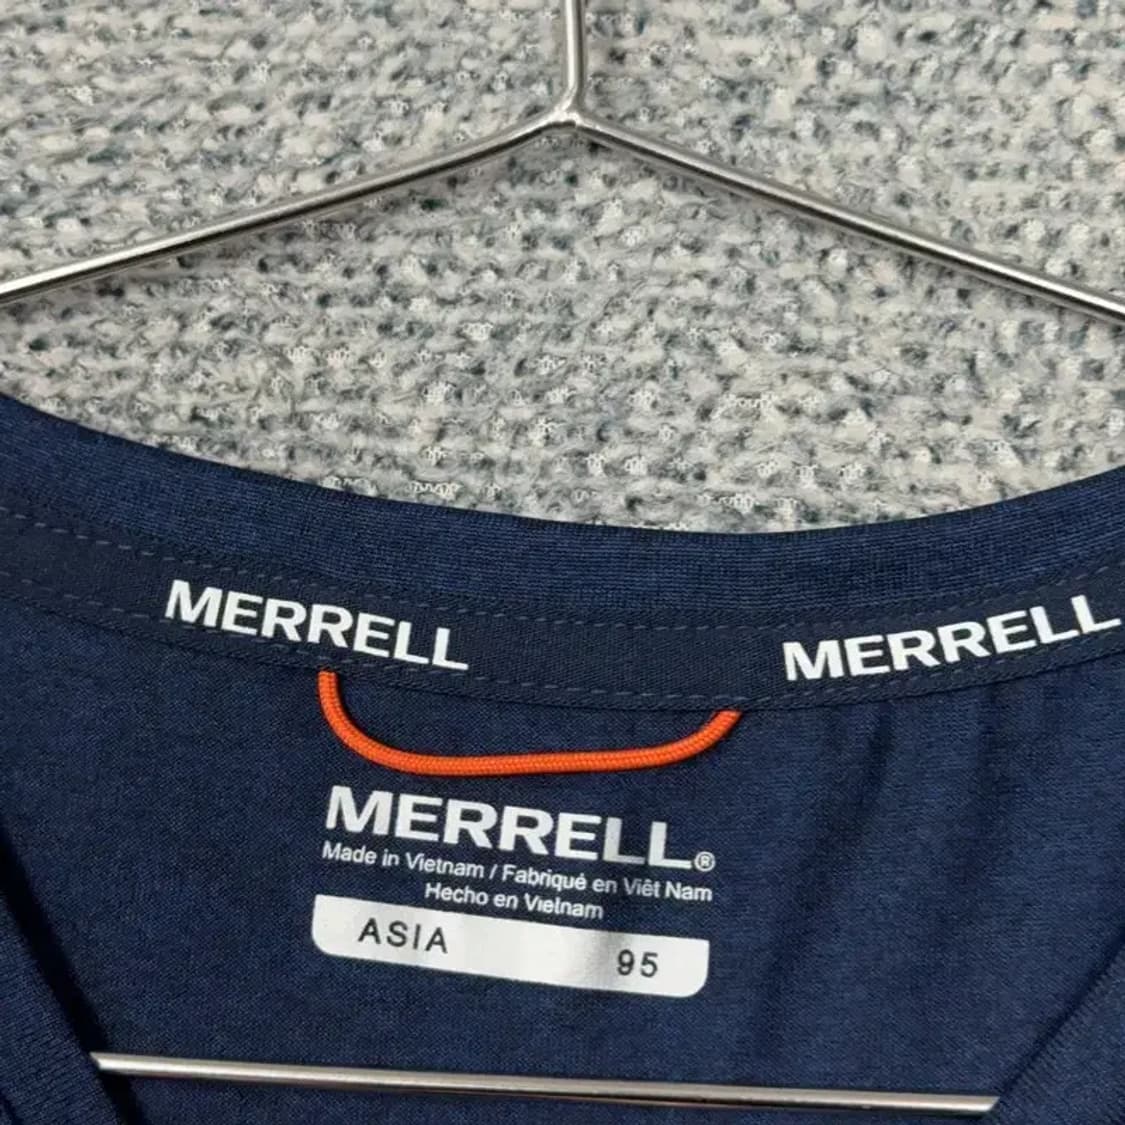 MERRELL
MERRELL
MERRELL®
Made in Vietnam / Fabriqué en Viêt Nam
Hecho en Vietnam
ASIA 95